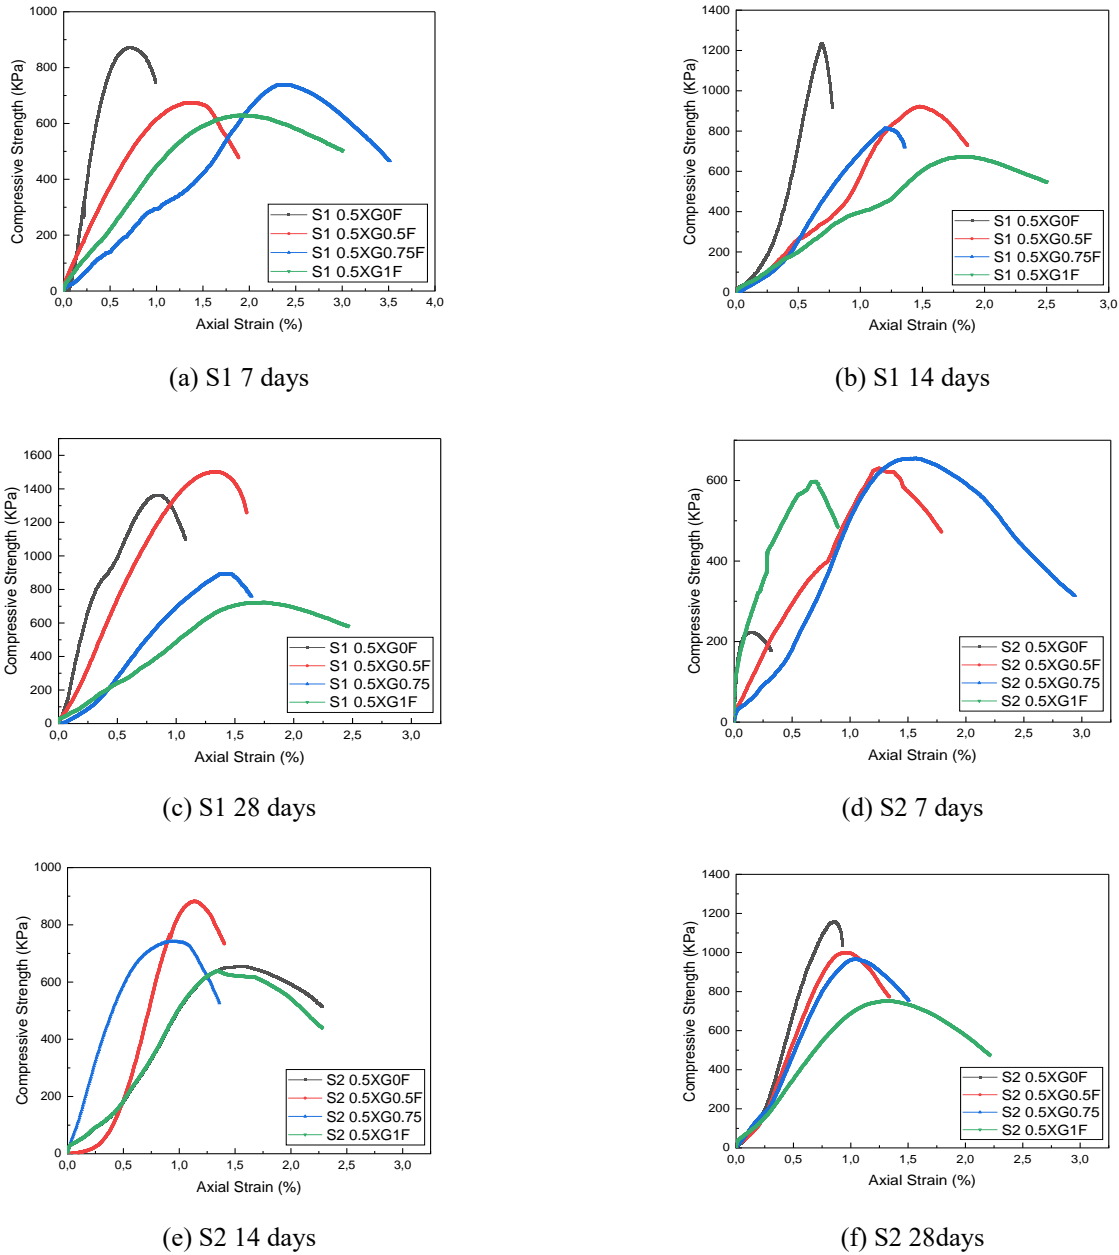 1000
800
600
400
200
0
Compressive Strength (KPa)
0,0 0,5 1,0 1,5 2,0 2,5 3,0 3,5 4,0
Axial Strain (%)
S1 0.5XG0F
S1 0.5XG0.5F
S1 0.5XG0.75F
S1 0.5XG1F
(a) S1 7 days
1400
1200
1000
800
600
400
200
0
Compressive Strength (KPa)
0,0 0,5 1,0 1,5 2,0 2,5 3,0
Axial Strain (%)
S1 0.5XG0F
S1 0.5XG0.5F
S1 0.5XG0.75F
S1 0.5XG1F
(b) S1 14 days
1600
1400
1200
1000
800
600
400
200
0
Compressive Strength (KPa)
0,0 0,5 1,0 1,5 2,0 2,5 3,0
Axial Strain (%)
S1 0.5XG0F
S1 0.5XG0.5F
S1 0.5XG0.75
S1 0.5XG1F
(c) S1 28 days
600
400
200
0
Compressive Strength (KPa)
0,0 0,5 1,0 1,5 2,0 2,5 3,0
Axial Strain (%)
S2 0.5XG0F
S2 0.5XG0.5F
S2 0.5XG0.75
S2 0.5XG1F
(d) S2 7 days
1000
800
600
400
200
0
Compressive Strength (KPa)
0,0 0,5 1,0 1,5 2,0 2,5 3,0
Axial Strain (%)
S2 0.5XG0F
S2 0.5XG0.5F
S2 0.5XG0.75
S2 0.5XG1F
(e) S2 14 days
1400
1200
1000
800
600
400
200
0
Compressive Strength (KPa)
0,0 0,5 1,0 1,5 2,0 2,5 3,0
Axial Strain (%)
S2 0.5XG0F
S2 0.5XG0.5F
S2 0.5XG0.75
S2 0.5XG1F
(f) S2 28days